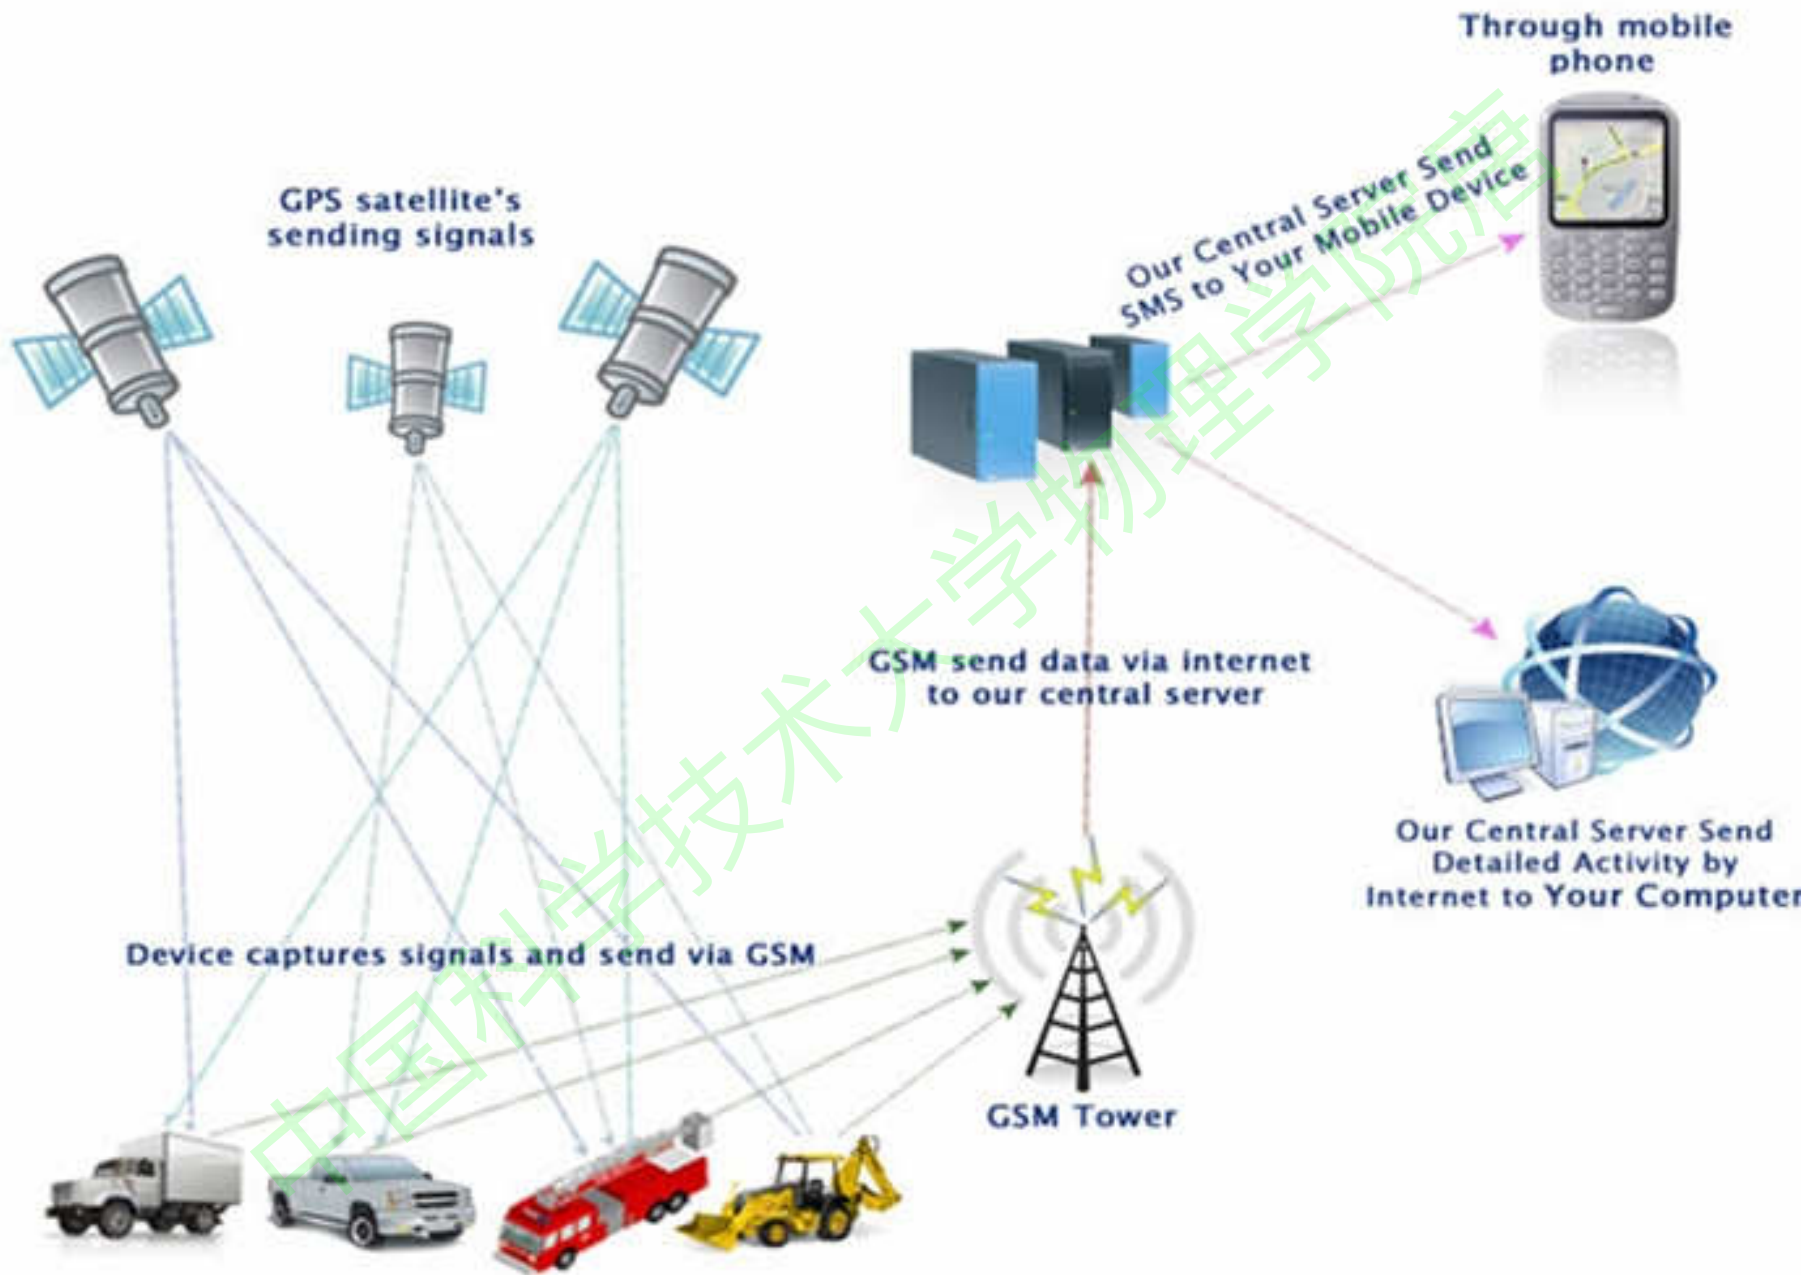 Through mobile
phone
GPS satellite's
sending signals
Our Central Server Send
SMS to Your Mobile Device
GSM send data via internet
to our central server
Our Central Server Send
Detailed Activity by
Internet to Your Computer
Device captures signals and send via GSM
GSM Tower
中国科学技术大学物理学院唐